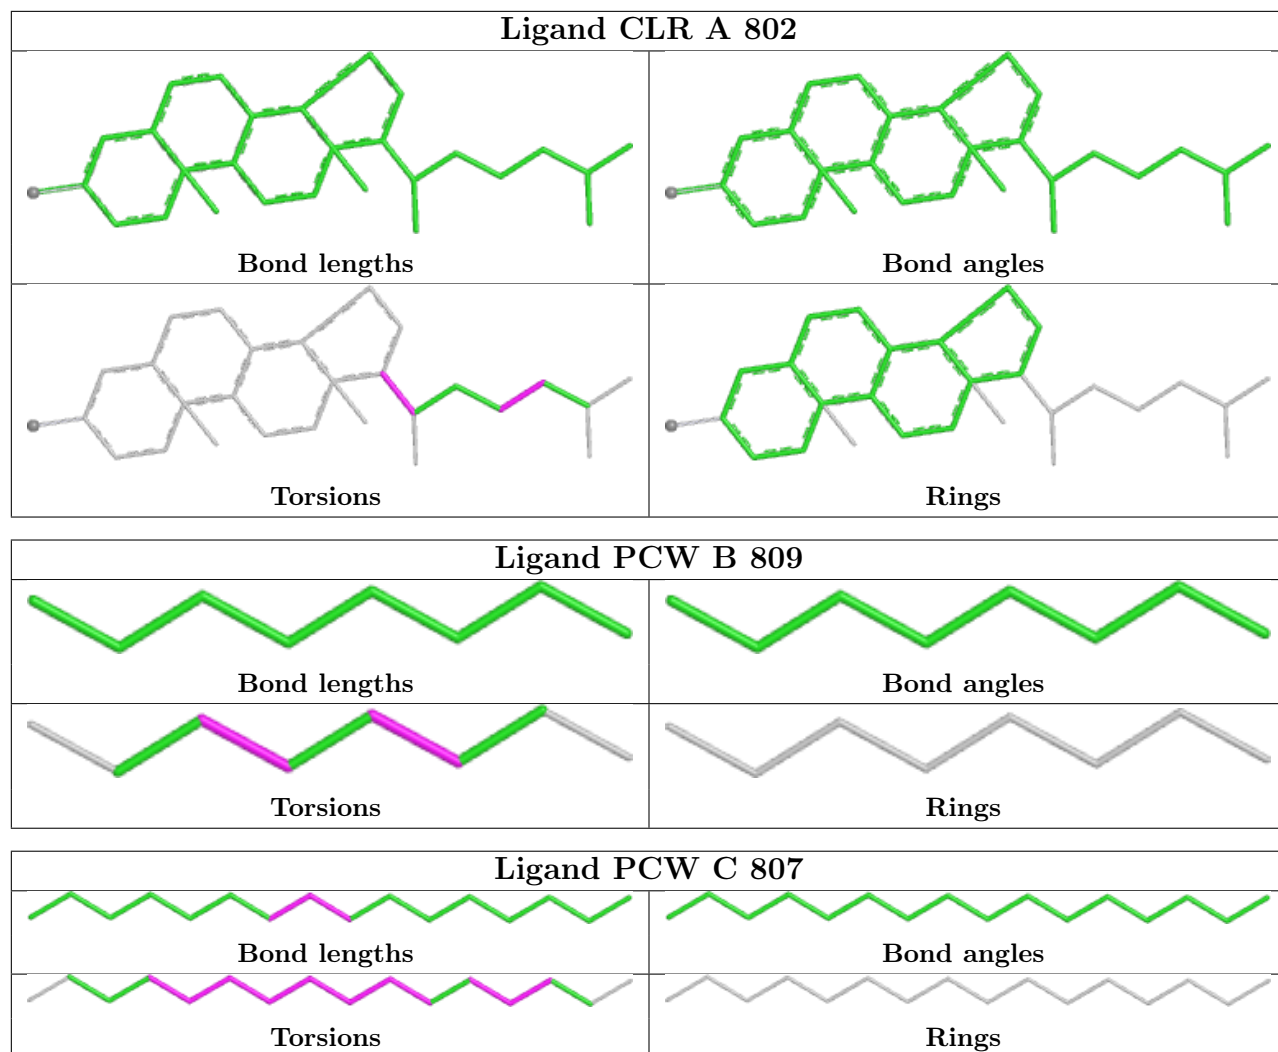 Ligand CLR A 802
Bond lengths
Bond angles
Torsions
Rings
Ligand PCW B 809
Bond lengths
Bond angles
Torsions
Rings
Ligand PCW C 807
Bond lengths
Bond angles
Torsions
Rings